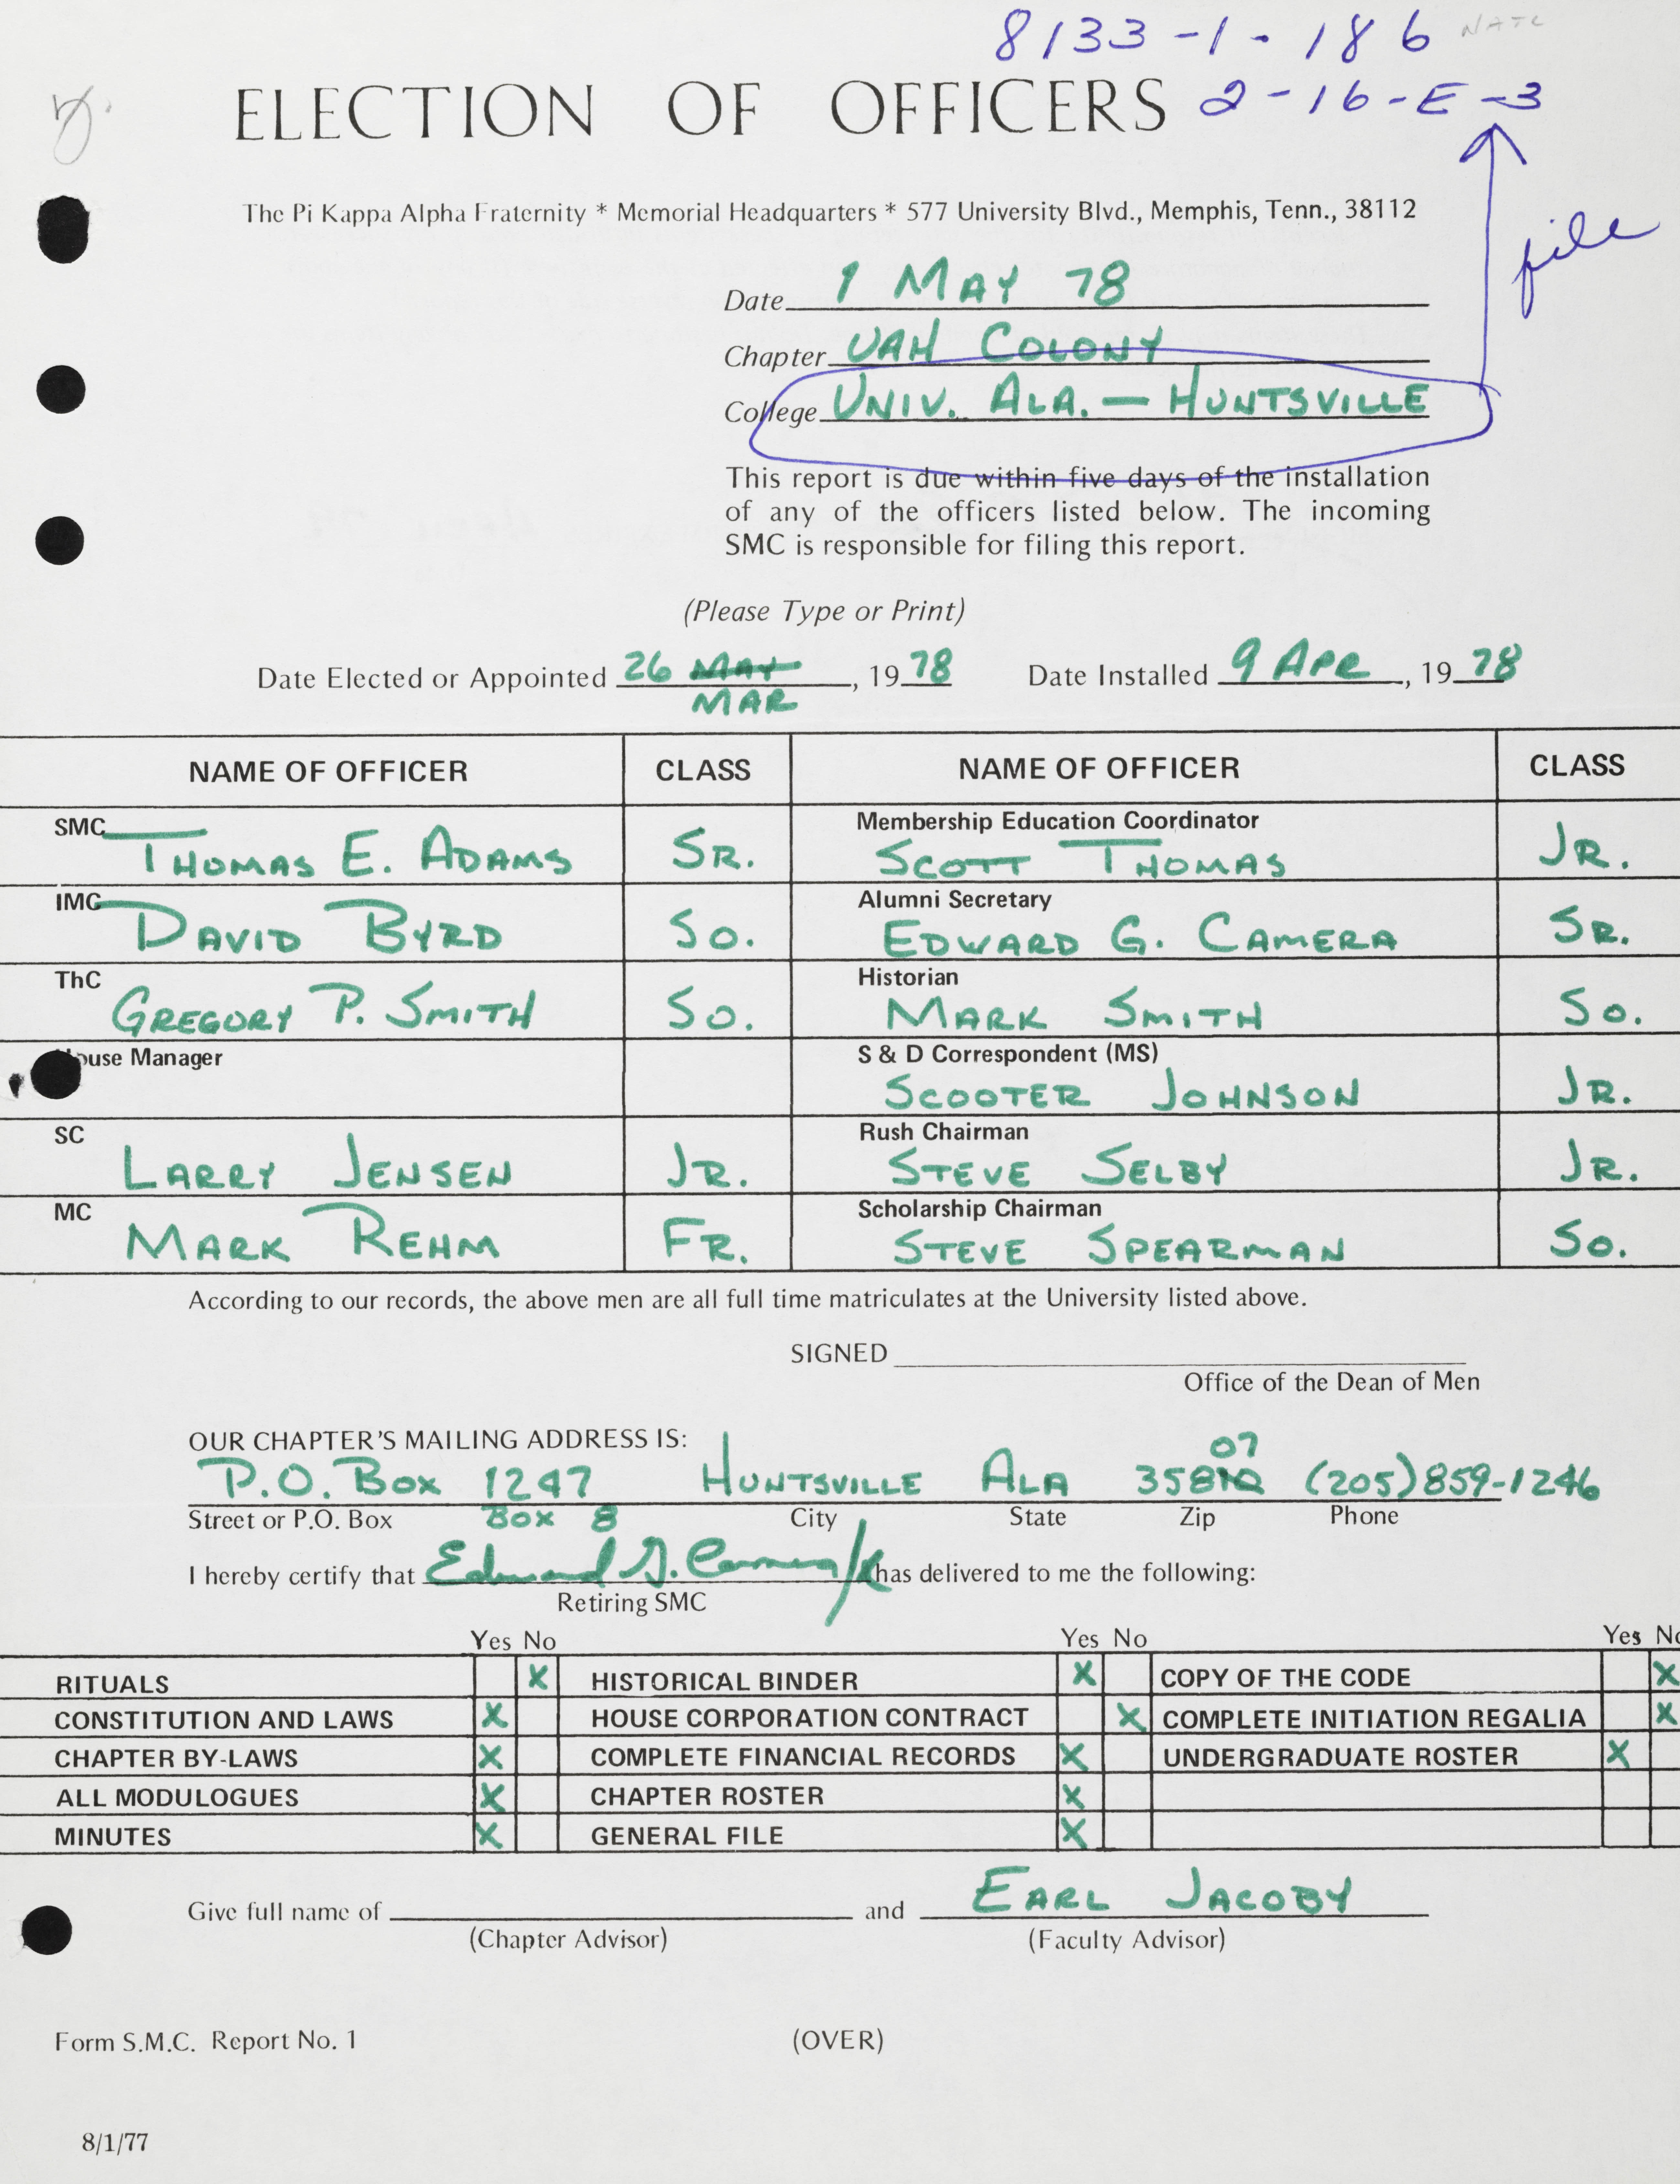 8133-1-186 NATL
ELECTION OF OFFICERS 2-16-E-3
file
The Pi Kappa Alpha Fraternity * Memorial Headquarters * 577 University Blvd., Memphis, Tenn., 38112
Date 1 MAY 78
Chapter UAH COLONY
College UNIV. ALA. — HUNTSVILLE
This report is due within five days of the installation
of any of the officers listed below. The incoming
SMC is responsible for filing this report.
(Please Type or Print)
Date Elected or Appointed 26 MAY, 19 78 Date Installed 9 APR, 19 78
MAR
NAME OF OFFICER CLASS NAME OF OFFICER CLASS
SMC THOMAS E. ADAMS SR. Membership Education Coordinator SCOTT THOMAS JR.
IMC DAVID BYRD SO. Alumni Secretary EDWARD G. CAMERA SR.
ThC GREGORY P. SMITH SO. Historian MARK SMITH SO.
House Manager S & D Correspondent (MS) SCOOTER JOHNSON JR.
SC LARRY JENSEN JR. Rush Chairman STEVE SELBY JR.
MC MARK REHM FR. Scholarship Chairman STEVE SPEARMAN SO.
According to our records, the above men are all full time matriculates at the University listed above.
SIGNED
Office of the Dean of Men
OUR CHAPTER'S MAILING ADDRESS IS:
07
P.O. BOX 1247 HUNTSVILLE ALA 358 (205)859-1246
Street or P.O. Box BOX 8 City State Zip Phone
I hereby certify that Edward G. Camera has delivered to me the following:
Retiring SMC
Yes No Yes No Yes No
RITUALS X HISTORICAL BINDER X COPY OF THE CODE X
CONSTITUTION AND LAWS X HOUSE CORPORATION CONTRACT X COMPLETE INITIATION REGALIA X
CHAPTER BY-LAWS X COMPLETE FINANCIAL RECORDS X UNDERGRADUATE ROSTER X
ALL MODULOGUES X CHAPTER ROSTER X
MINUTES X GENERAL FILE X
Give full name of and EARL JACOBY
(Chapter Advisor) (Faculty Advisor)
Form S.M.C. Report No. 1 (OVER)
8/1/77